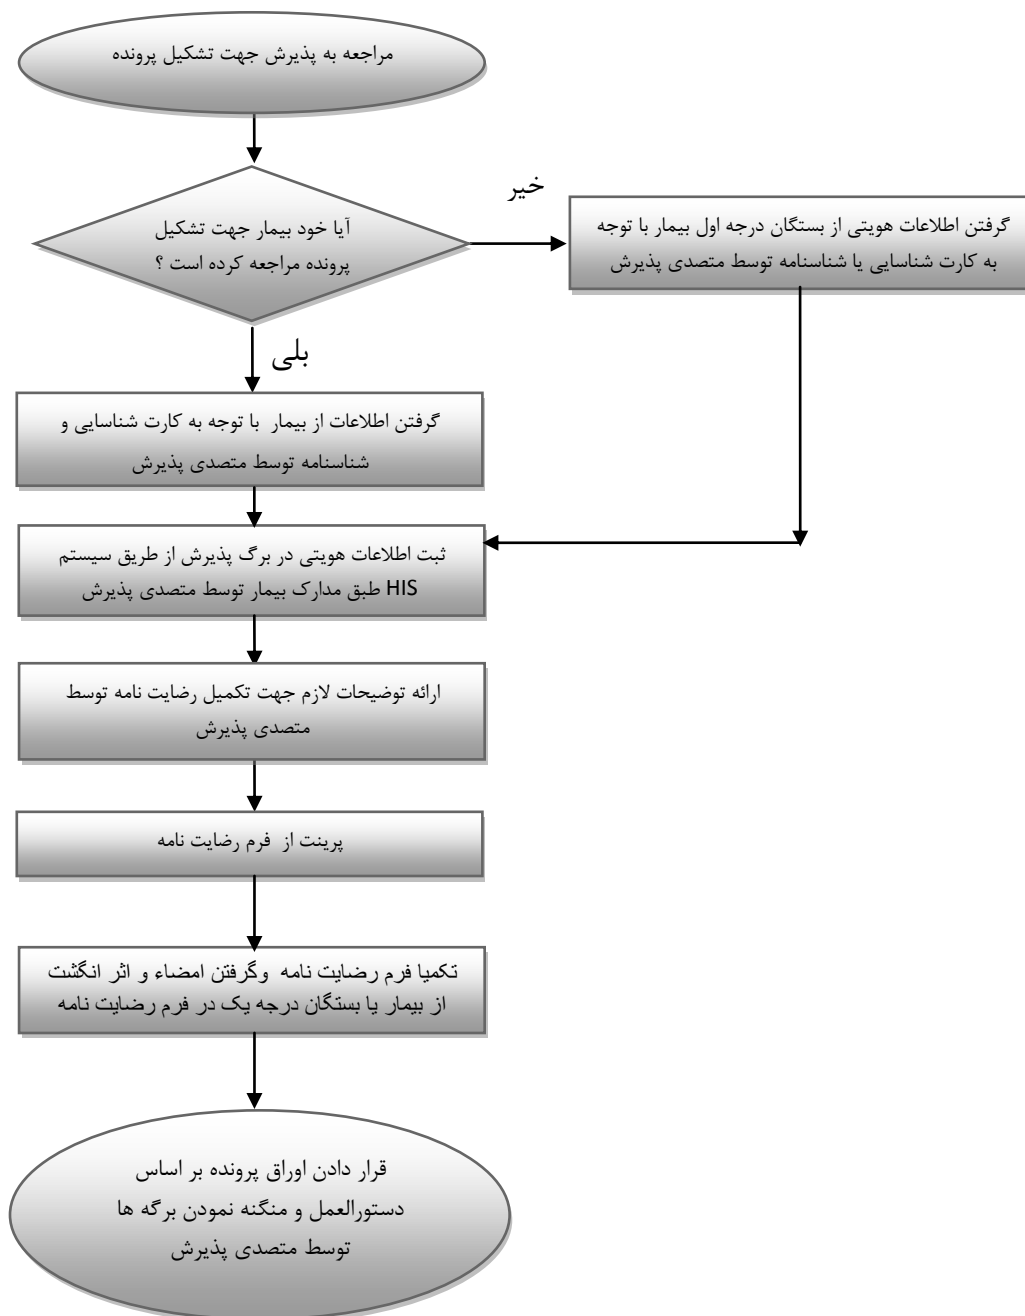 مراجعه به پذیرش جهت تشکیل پرونده
آیا خود بیمار جهت تشکیل
پرونده مراجعه کرده است ؟
خیر
گرفتن اطلاعات هویتی از بستگان درجه اول بیمار با توجه
به کارت شناسایی یا شناسنامه توسط متصدی پذیرش
بلی
گرفتن اطلاعات از بیمار با توجه به کارت شناسایی و
شناسنامه توسط متصدی پذیرش
ثبت اطلاعات هویتی در برگ پذیرش از طریق سیستم
HIS طبق مدارک بیمار توسط متصدی پذیرش
ارائه توضیحات لازم جهت تکمیل رضایت نامه توسط
متصدی پذیرش
پرینت از فرم رضایت نامه
تکمیا فرم رضایت نامه وگرفتن امضاء و اثر انگشت
از بیمار یا بستگان درجه یک در فرم رضایت نامه
قرار دادن اوراق پرونده بر اساس
دستورالعمل و منگنه نمودن برگه ها
توسط متصدی پذیرش